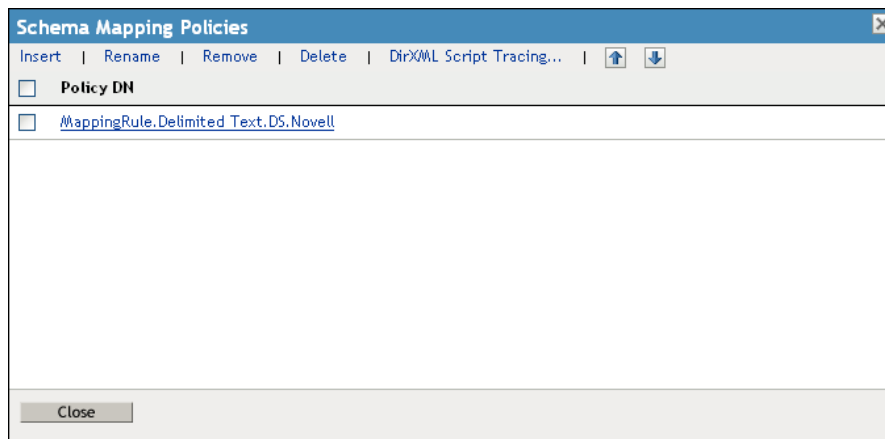 Schema Mapping Policies
Insert | Rename | Remove | Delete | DirXML Script Tracing... |
Policy DN
MappingRule.Delimited Text.DS.Novell
Close